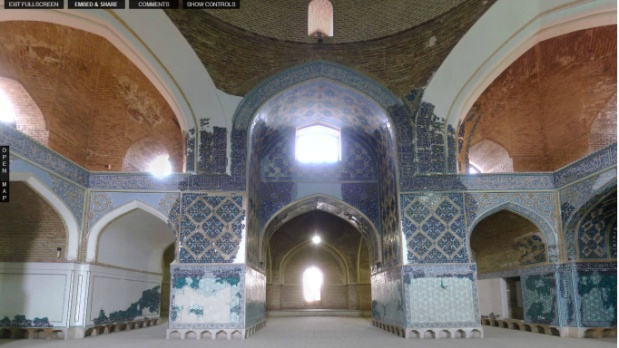 EXIT FULLSCREEN
EMBED & SHARE
COMMENTS
SHOW CONTROLS
OPEN MAP